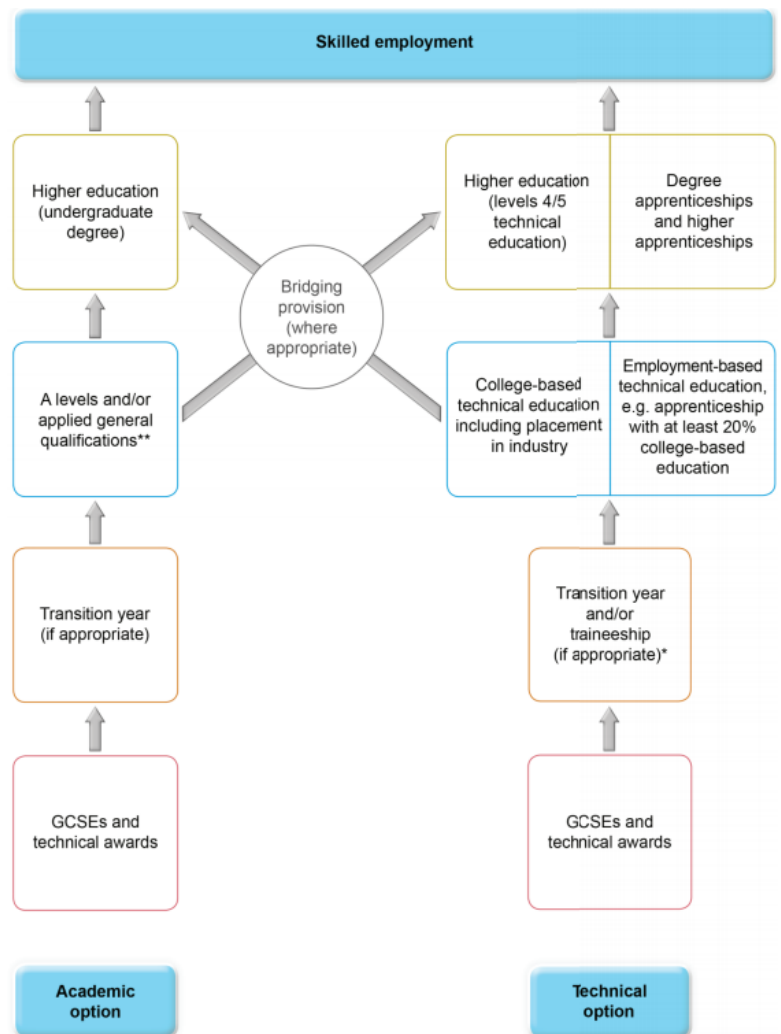 Skilled employment
Higher education
(undergraduate
degree)
Higher education
(levels 4/5
technical
education)
Degree
apprenticeships
and higher
apprenticeships
Bridging
provision
(where
appropriate)
A levels and/or
applied general
qualifications**
College-based
technical education
including placement
in industry
Employment-based
technical education,
e.g. apprenticeship
with at least 20%
college-based
education
Transition year
(if appropriate)
Transition year
and/or
traineeship
(if appropriate)*
GCSEs and
technical awards
GCSEs and
technical awards
Academic
option
Technical
option